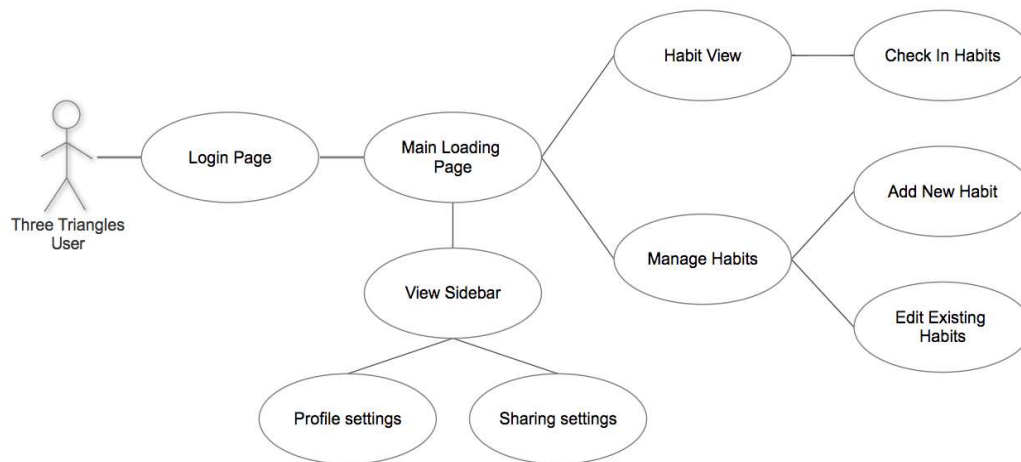 Habit View
Check In Habits
Login Page
Main Loading
Page
Three Triangles
User
Add New Habit
Manage Habits
View Sidebar
Edit Existing
Habits
Profile settings
Sharing settings